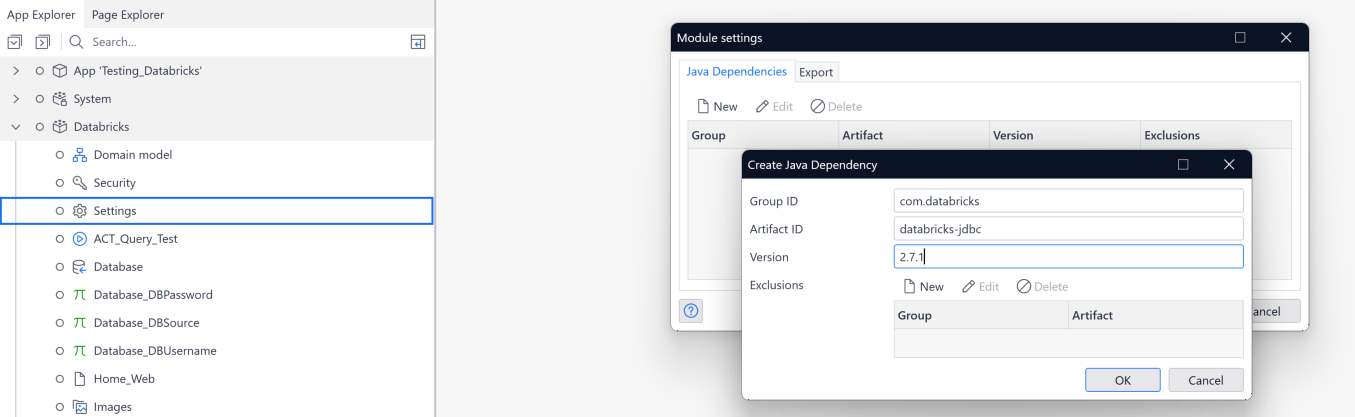 App Explorer
Page Explorer
Search...
App 'Testing_Databricks'
System
Databricks
Domain model
Security
Settings
ACT_Query_Test
Database
Database_DBPassword
Database_DBSource
Database_DBUsername
Home_Web
Images
Module settings
Java Dependencies Export
New Edit Delete
Group Artifact Version Exclusions
Create Java Dependency
Group ID com.databricks
Artifact ID databricks-jdbc
Version 2.7.1
Exclusions New Edit Delete
Group Artifact
? ancel
OK Cancel